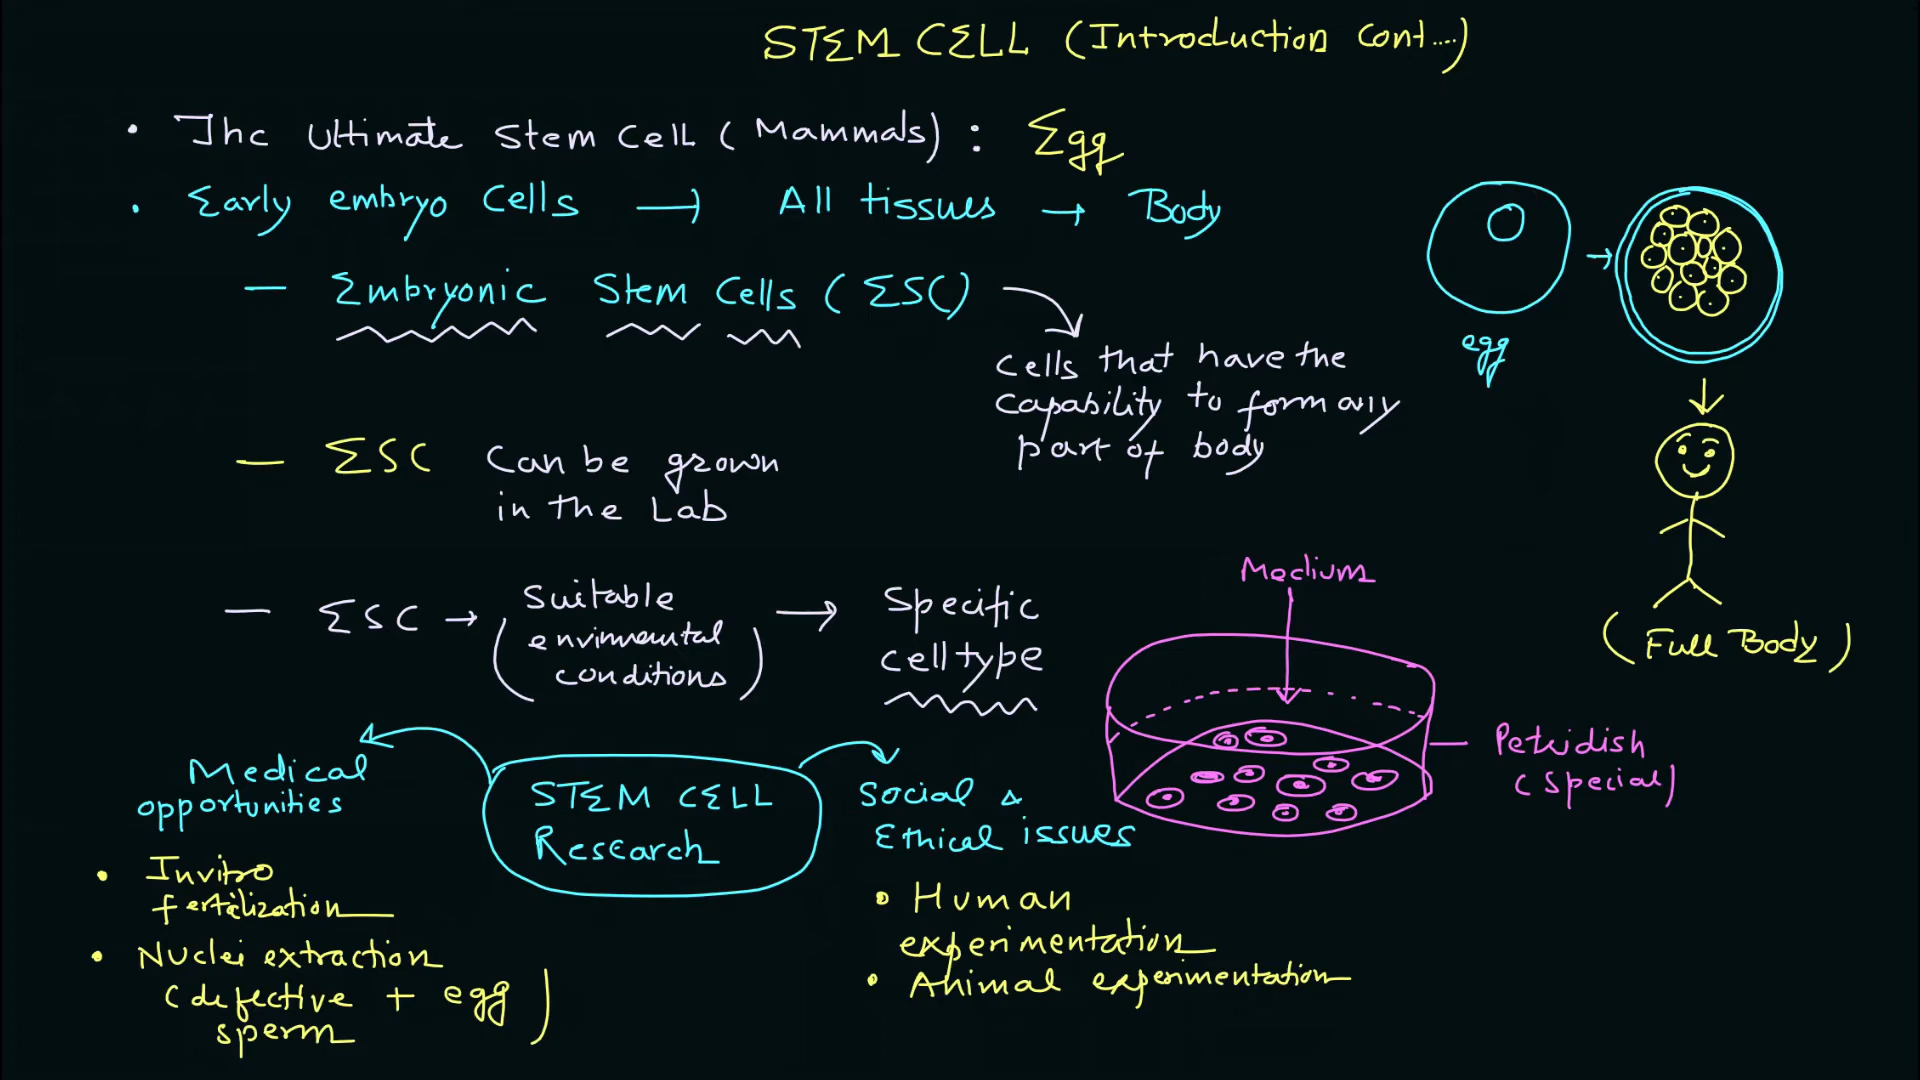 STEM CELL (Introduction cont....)
• The Ultimate Stem Cell (Mammals) : Egg
• Early embryo Cells → All tissues → Body
— Embryonic Stem Cells (ESC)
Cells that have the
capability to form any
part of body
egg
— ESC Can be grown
in the Lab
(Full Body)
— ESC → (Suitable
environmental
conditions) → Specific
cell type
Medium
Petridish
(Special)
Medical
opportunities
STEM CELL
Research
Social &
Ethical issues
• Invitro
fertilization
• Nuclei extraction
(defective + egg)
sperm
• Human
experimentation
• Animal experimentation